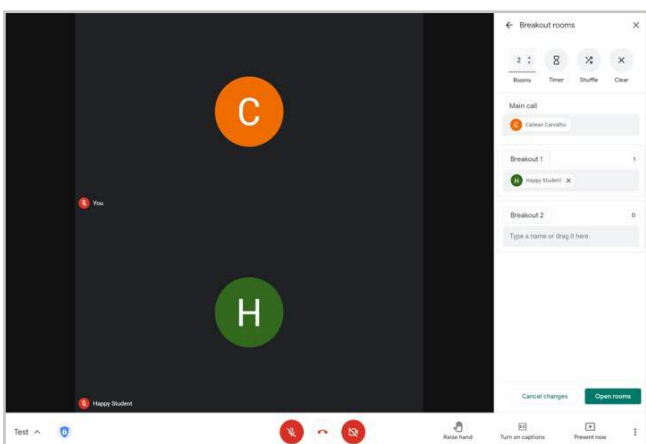 C
You
H
Happy Student
Breakout rooms
2
Rooms Timer Shuffle Clear
Main call
C Carlean Carvalho
Breakout 1 1
H Happy Student
Breakout 2 0
Type a name or drag it here
Cancel changes Open rooms
Test
Raise hand Turn on captions Present now